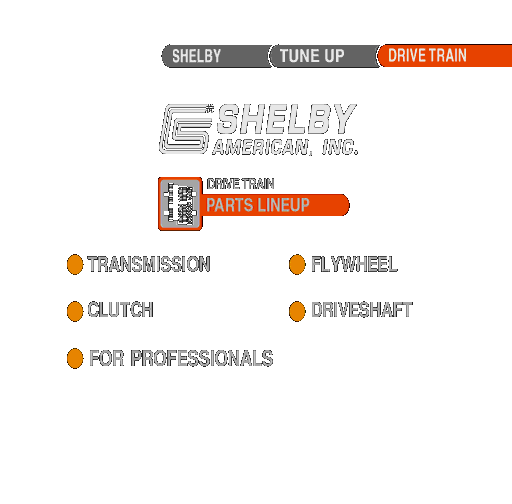 SHELBY TUNE UP DRIVE TRAIN
SHELBY
AMERICAN, INC.
DRIVE TRAIN
PARTS LINEUP
TRANSMISSION FLYWHEEL
CLUTCH DRIVESHAFT
FOR PROFESSIONALS